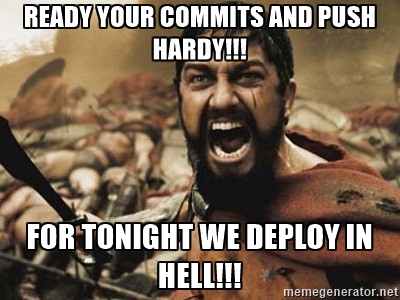 READY YOUR COMMITS AND PUSH
HARDY!!!
FOR TONIGHT WE DEPLOY IN
HELL!!!
memegenerator.net